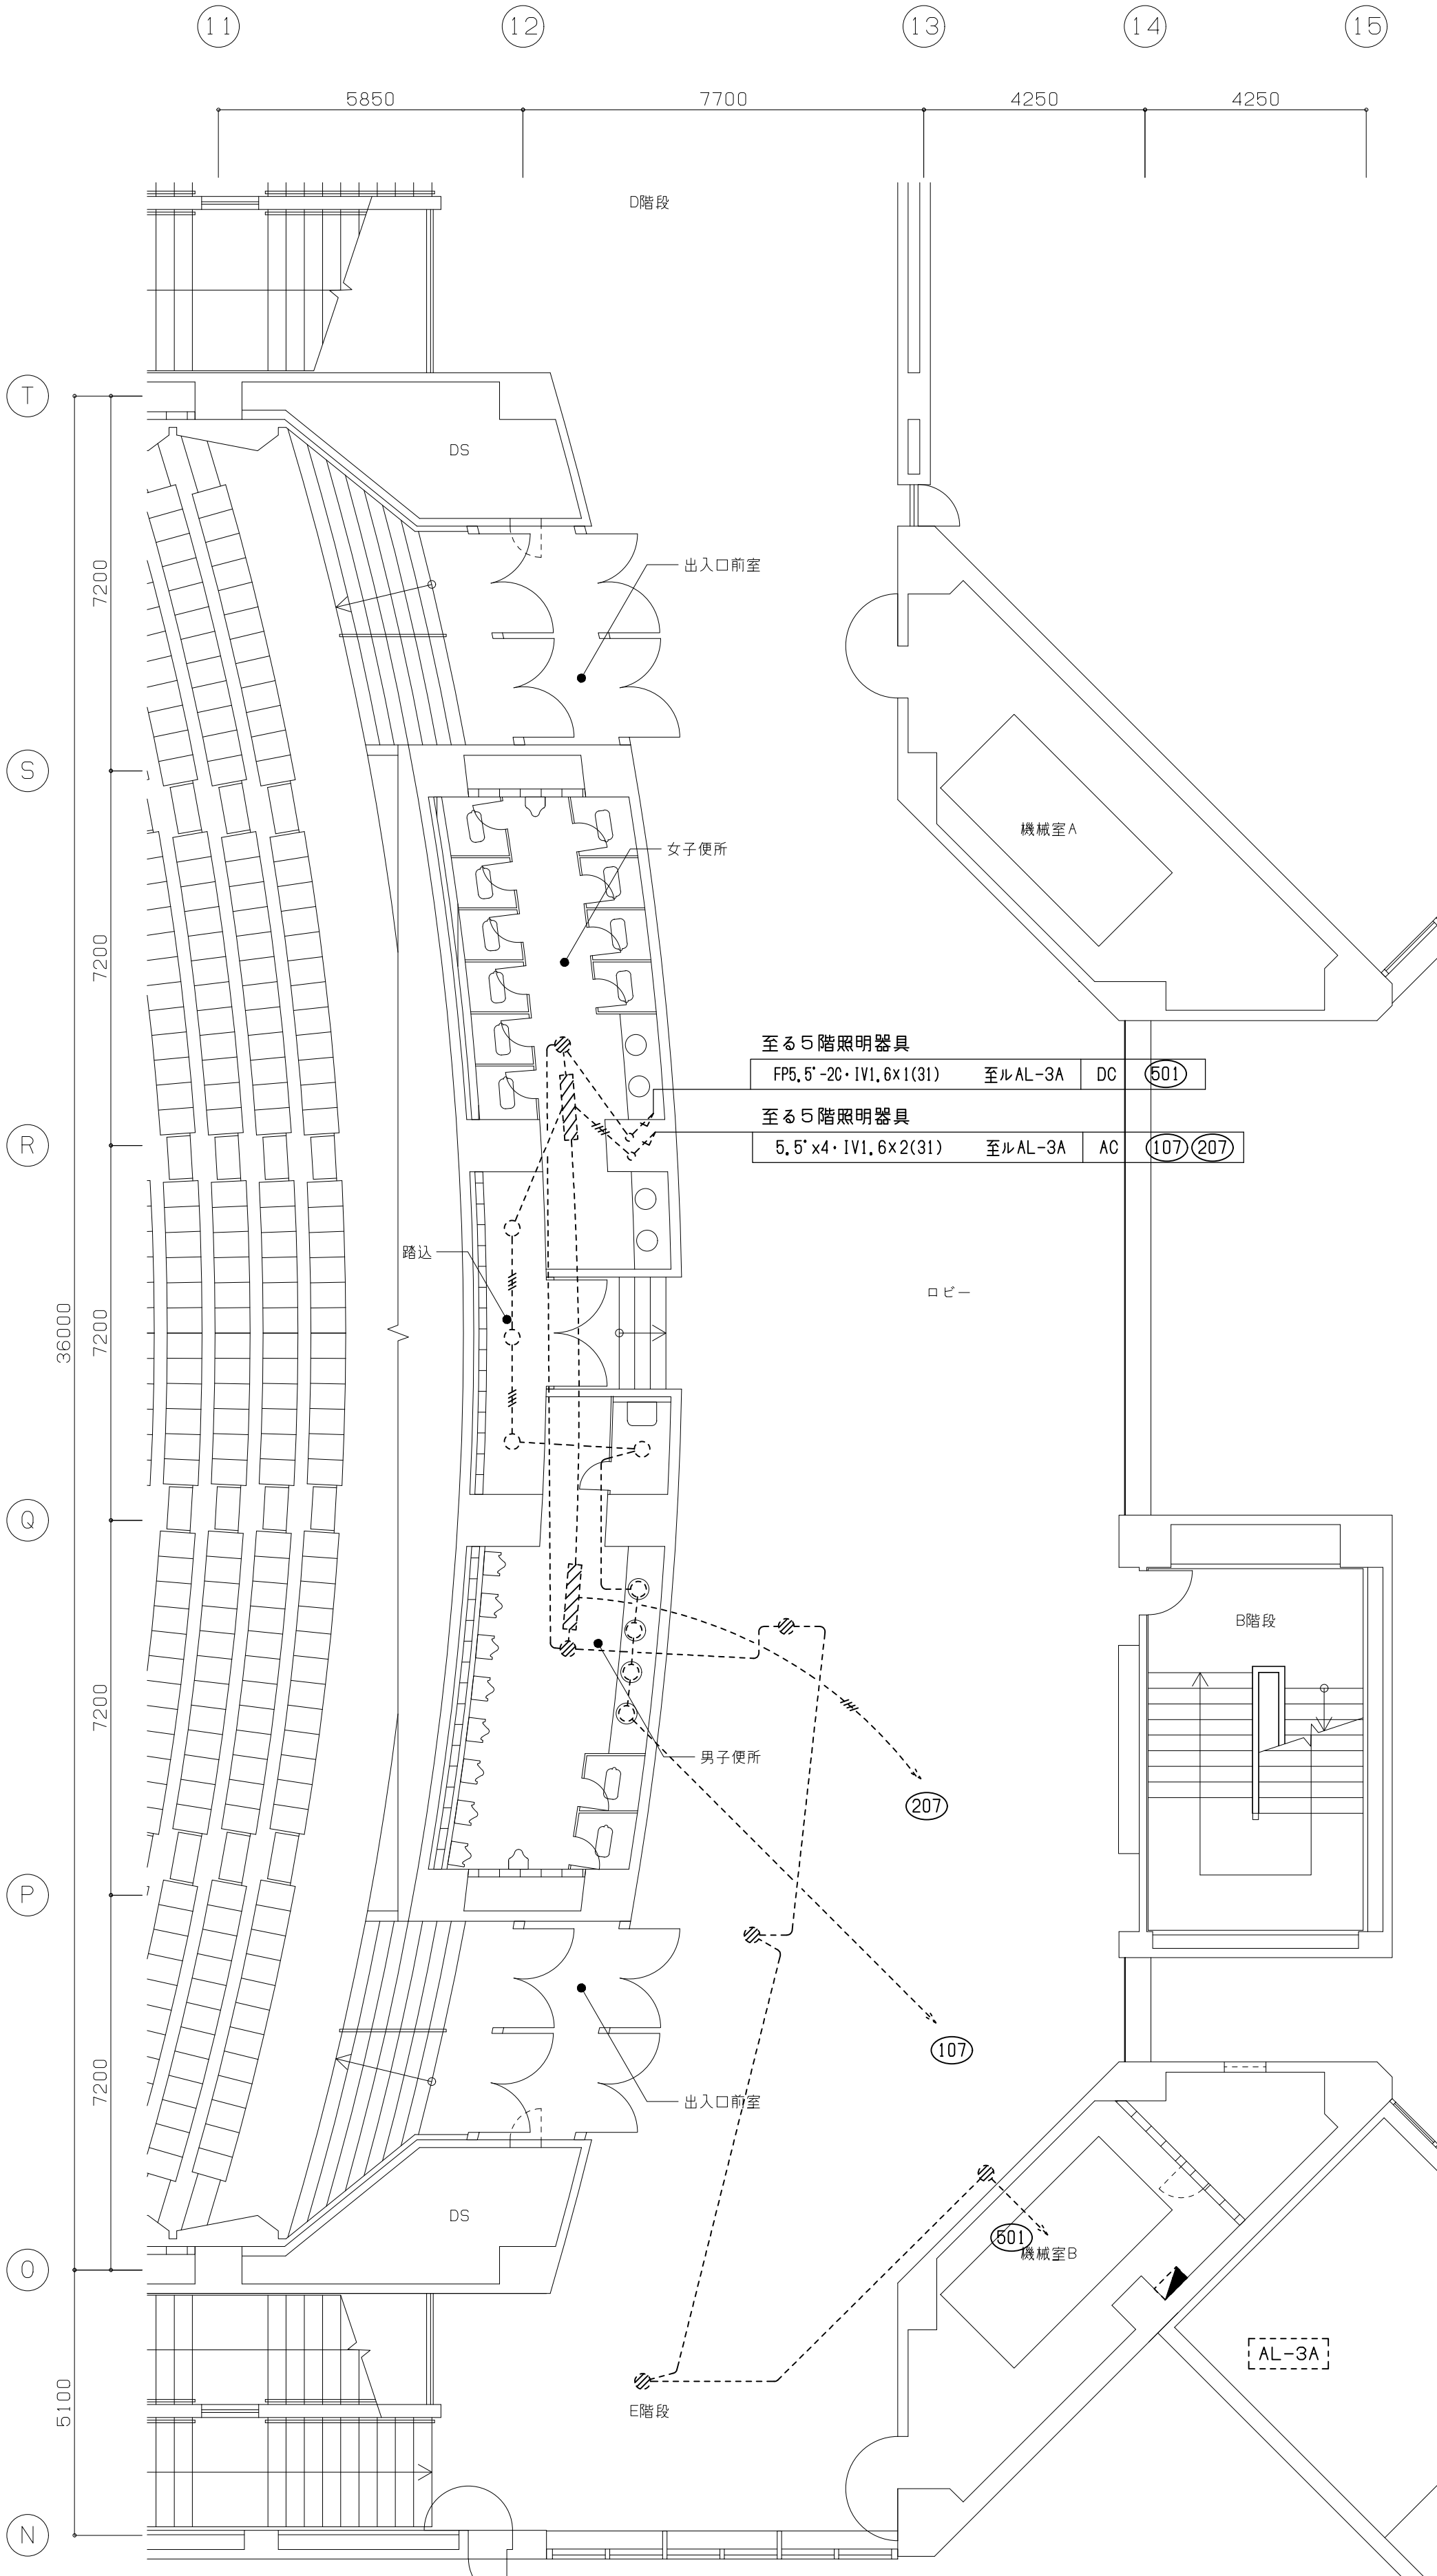 11 12 13 14 15
5850 7700 4250 4250
D階段
T
DS
出入口前室
7200
S
機械室A
女子便所
7200
至る5階照明器具
FP5.5ﾟ-2C・IV1.6×1(31) 至ルAL-3A DC 501
至る5階照明器具
5.5ﾟx4・IV1.6×2(31) 至ルAL-3A AC 107 207
R
踏込
ロビー
36000
7200
Q
B階段
7200
男子便所
207
P
107
7200
出入口前室
DS
501
機械室B
O
AL-3A
E階段
5100
N